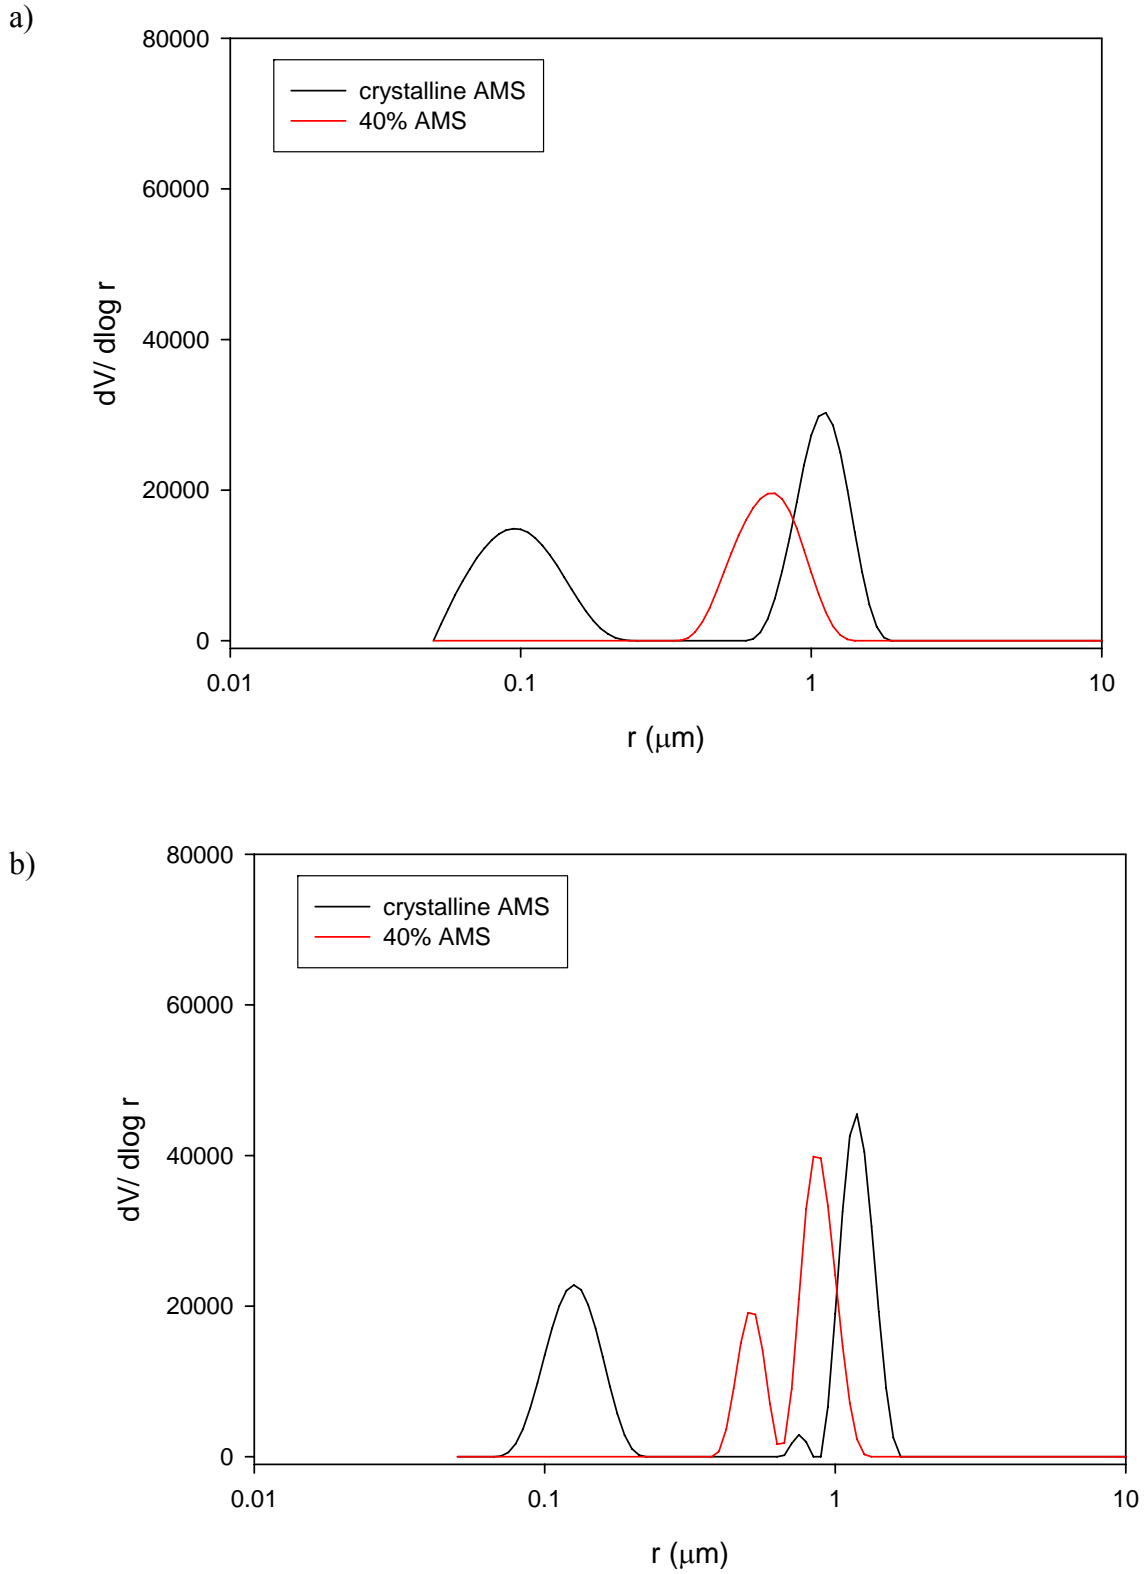 a)
80000
60000
40000
20000
0
dV/ dlog r
crystalline AMS
40% AMS
0.01 0.1 1 10
r (μm)
b)
80000
60000
40000
20000
0
dV/ dlog r
crystalline AMS
40% AMS
0.01 0.1 1 10
r (μm)